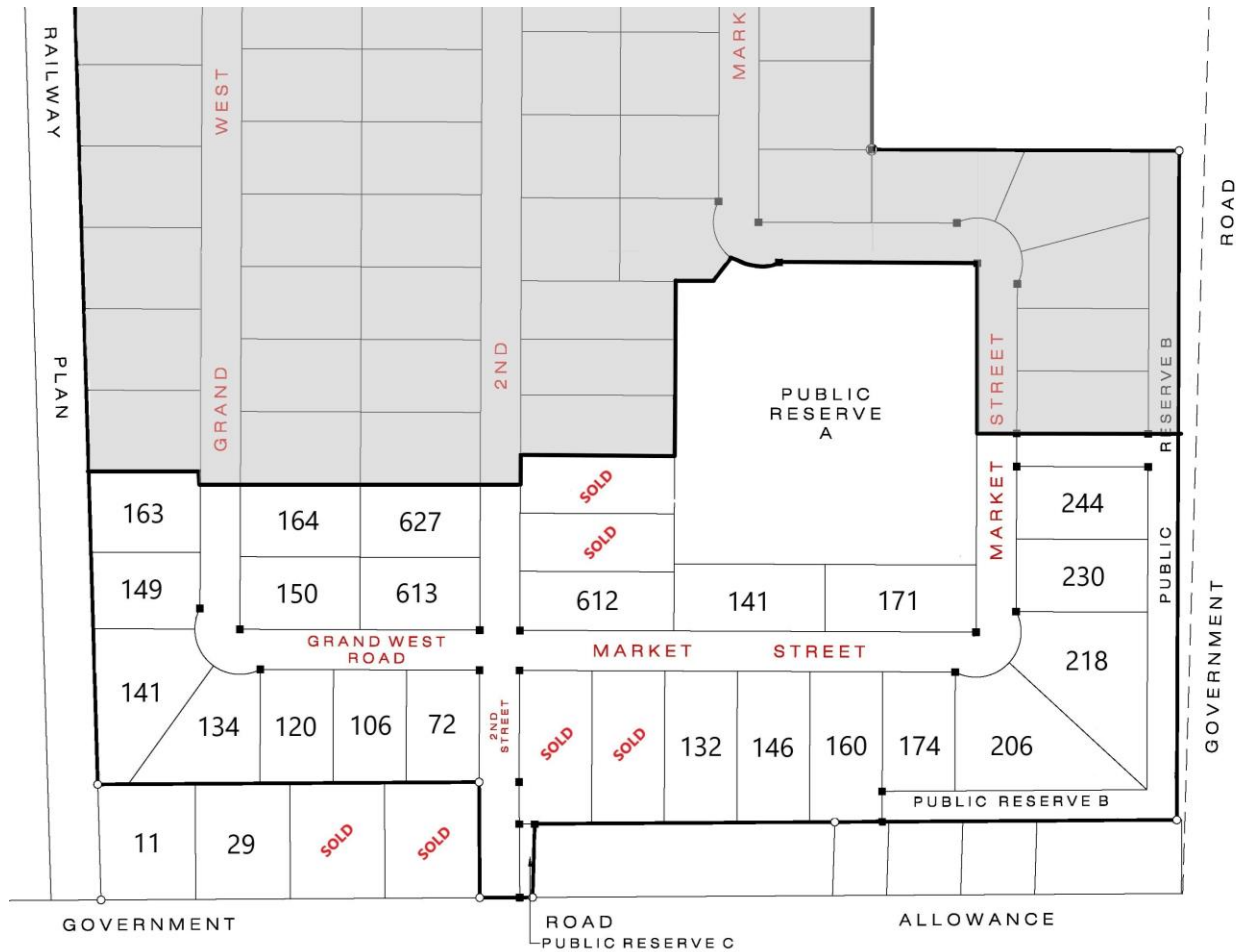 RAILWAY
PLAN
WEST
GRAND
2ND
MARK
STREET
MARKET
PUBLIC
RESERVE
A
RESERVE B
PUBLIC
ROAD
GOVERNMENT
163
164
627
SOLD
244
149
150
613
SOLD
230
612
141
171
GRAND WEST
ROAD
MARKET STREET
141
218
134
120
106
72
2ND
STREET
SOLD
SOLD
132
146
160
174
206
PUBLIC RESERVE B
11
29
SOLD
SOLD
GOVERNMENT ROAD ALLOWANCE
PUBLIC RESERVE C